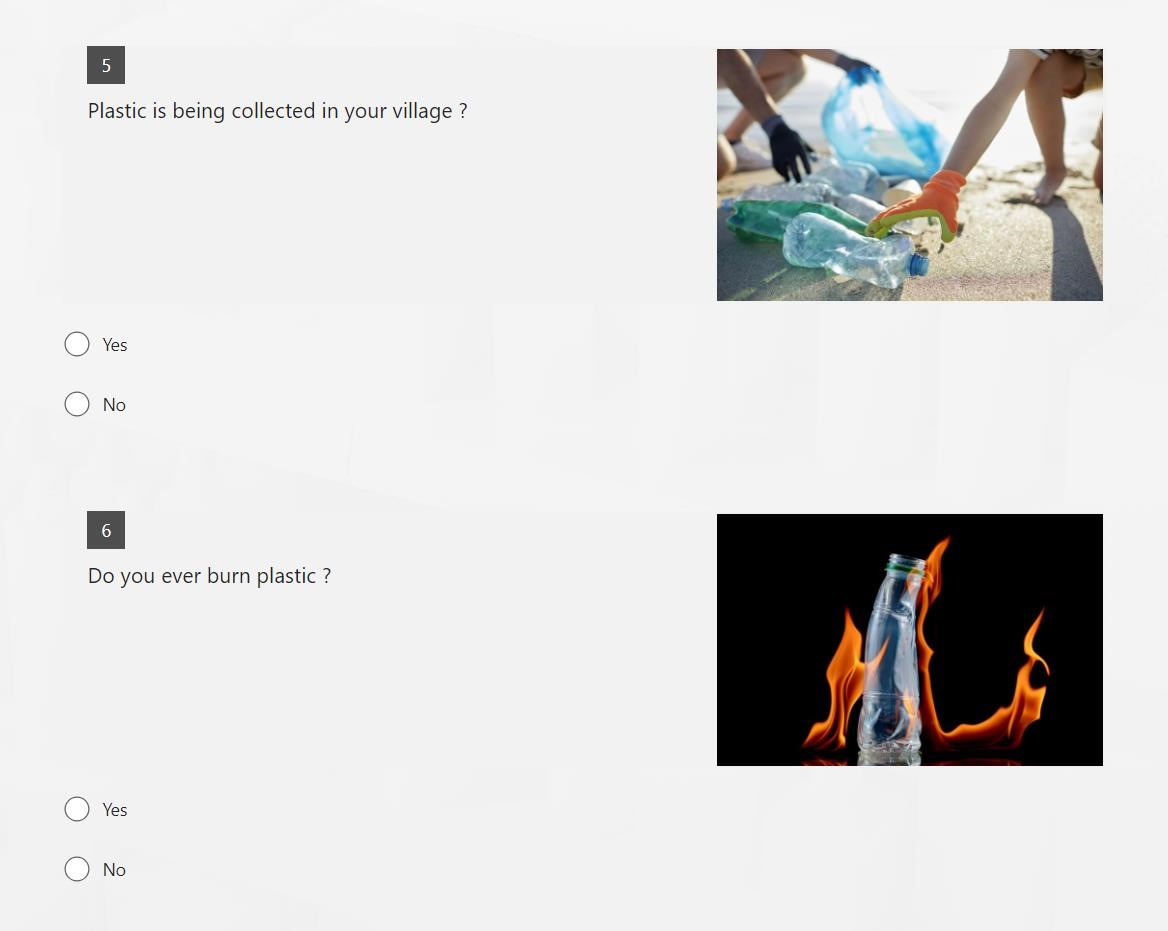 5
Plastic is being collected in your village ?
Yes
No
6
Do you ever burn plastic ?
Yes
No